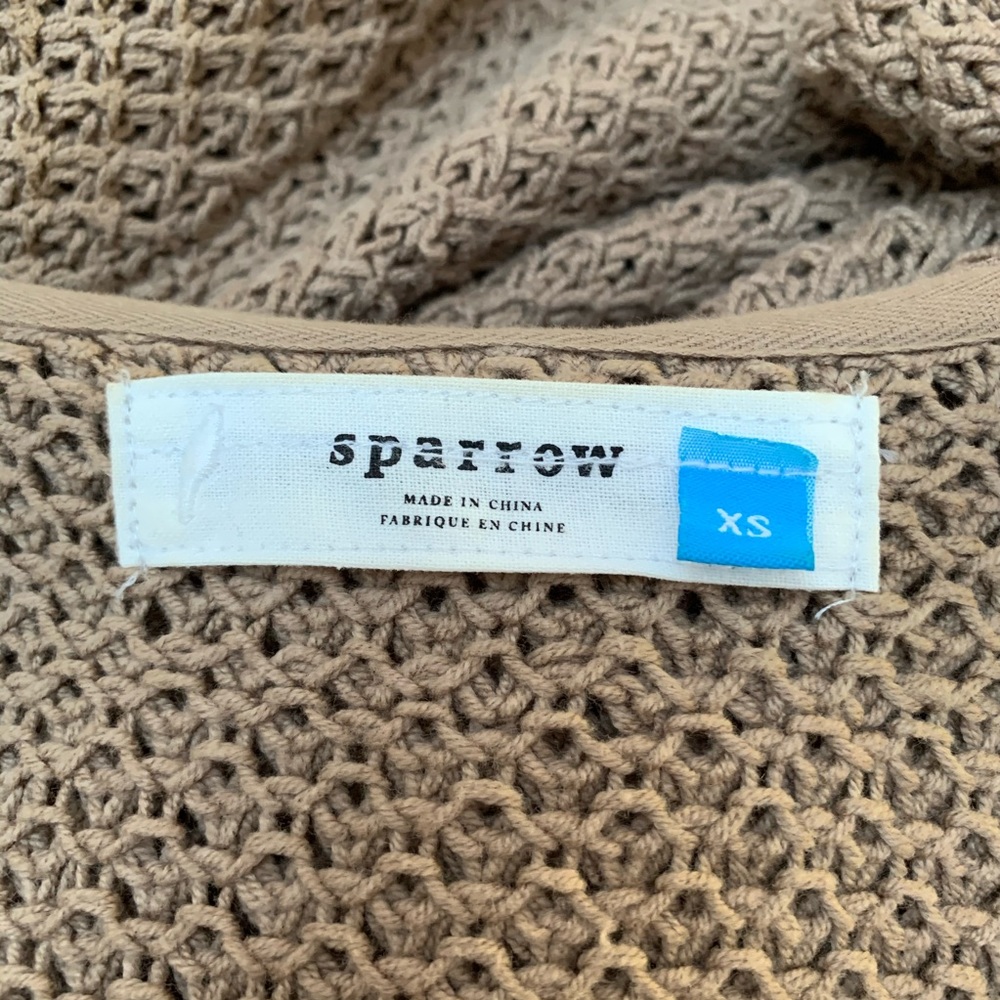 sparrow
MADE IN CHINA
FABRIQUE EN CHINE
XS